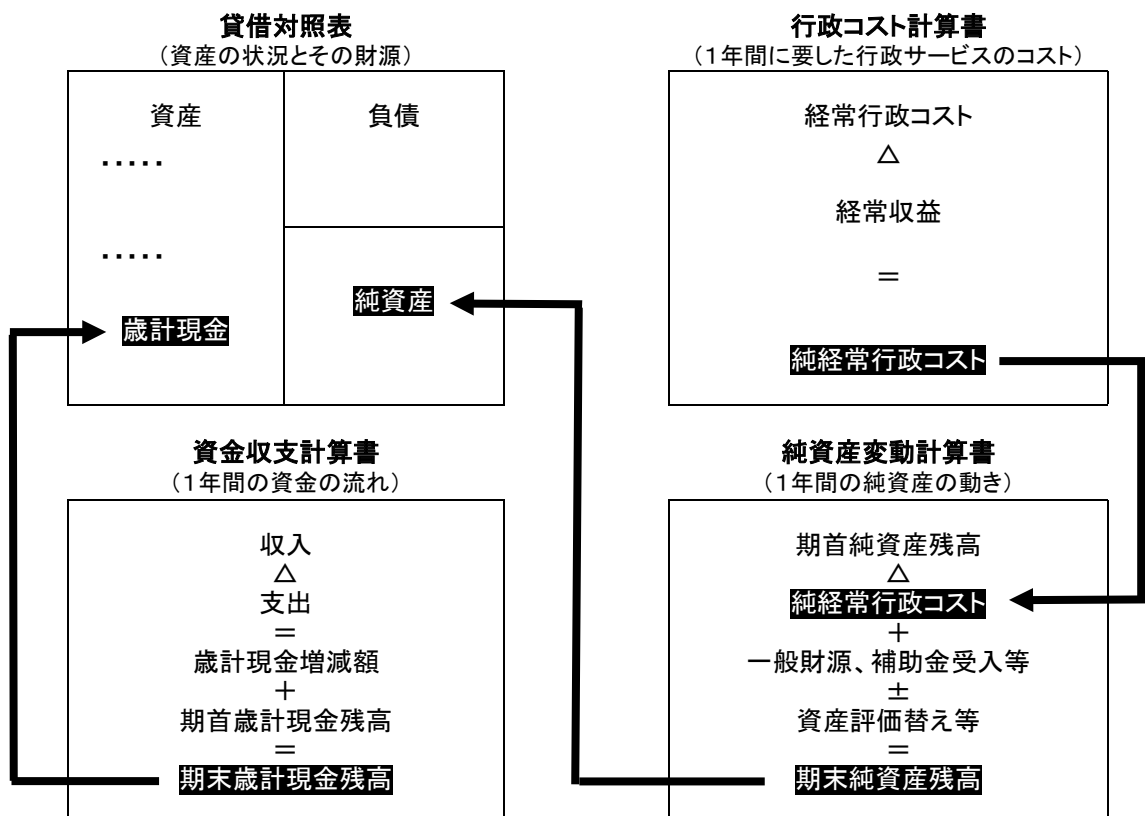 貸借対照表
（資産の状況とその財源）
資産
・・・・・
・・・・・
歳計現金
負債
純資産
行政コスト計算書
（１年間に要した行政サービスのコスト）
経常行政コスト
△
経常収益
＝
純経常行政コスト
資金収支計算書
（１年間の資金の流れ）
収入
△
支出
＝
歳計現金増減額
＋
期首歳計現金残高
＝
期末歳計現金残高
純資産変動計算書
（１年間の純資産の動き）
期首純資産残高
△
純経常行政コスト
＋
一般財源、補助金受入等
±
資産評価替え等
＝
期末純資産残高